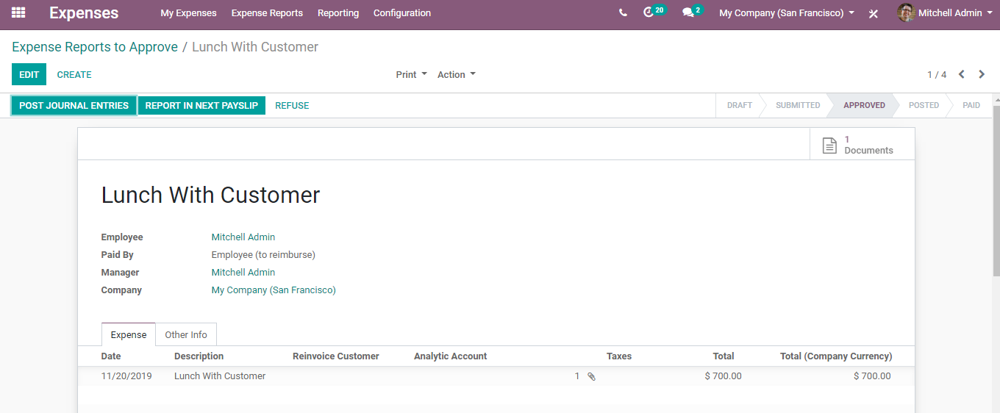 Expenses My Expenses Expense Reports Reporting Configuration 20 2 My Company (San Francisco) Mitchell Admin
Expense Reports to Approve / Lunch With Customer
EDIT CREATE Print Action 1 / 4
POST JOURNAL ENTRIES REPORT IN NEXT PAYSLIP REFUSE DRAFT SUBMITTED APPROVED POSTED PAID
1
Documents
Lunch With Customer
Employee Mitchell Admin
Paid By Employee (to reimburse)
Manager Mitchell Admin
Company My Company (San Francisco)
Expense Other Info
Date Description Reinvoice Customer Analytic Account Taxes Total Total (Company Currency)
11/20/2019 Lunch With Customer 1 $ 700.00 $ 700.00